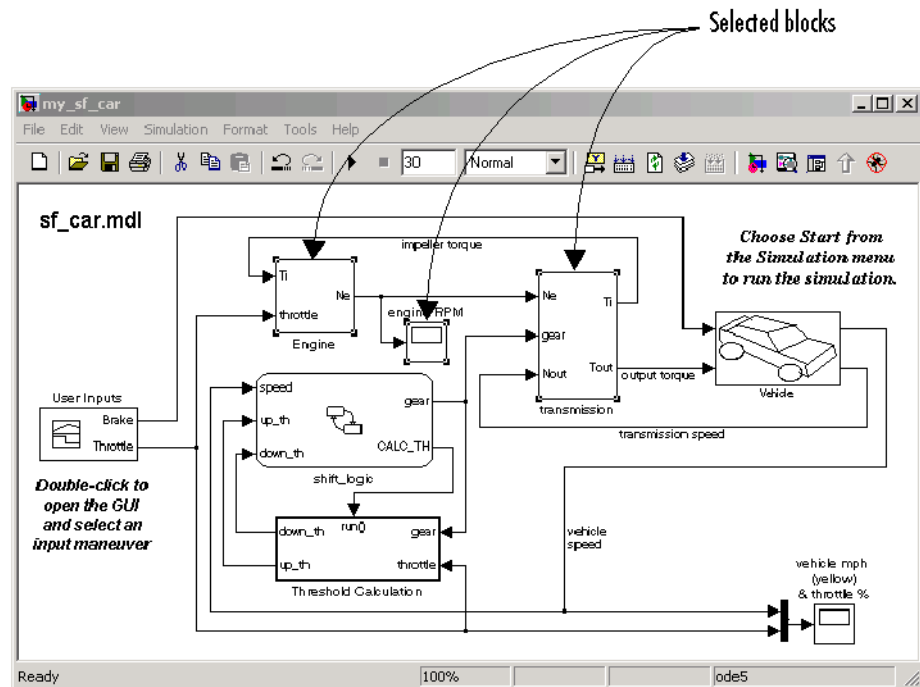 Selected blocks
my_sf_car
File Edit View Simulation Format Tools Help
30 Normal
sf_car.mdl
impeller torque
Choose Start from
the Simulation menu
to run the simulation.
Ti
throttle
Ne
Engine
engine RPM
Ne
gear
Nout
Ti
Tout
transmission
output torque
Vehicle
transmission speed
User Inputs
Brake
Throttle
Double-click to
open the GUI
and select an
input maneuver
speed
up_th
down_th
gear
CALC_TH
shift_logic
run()
down_th
up_th
gear
throttle
Threshold Calculation
vehicle
speed
vehicle mph
(yellow)
& throttle %
Ready 100% ode5